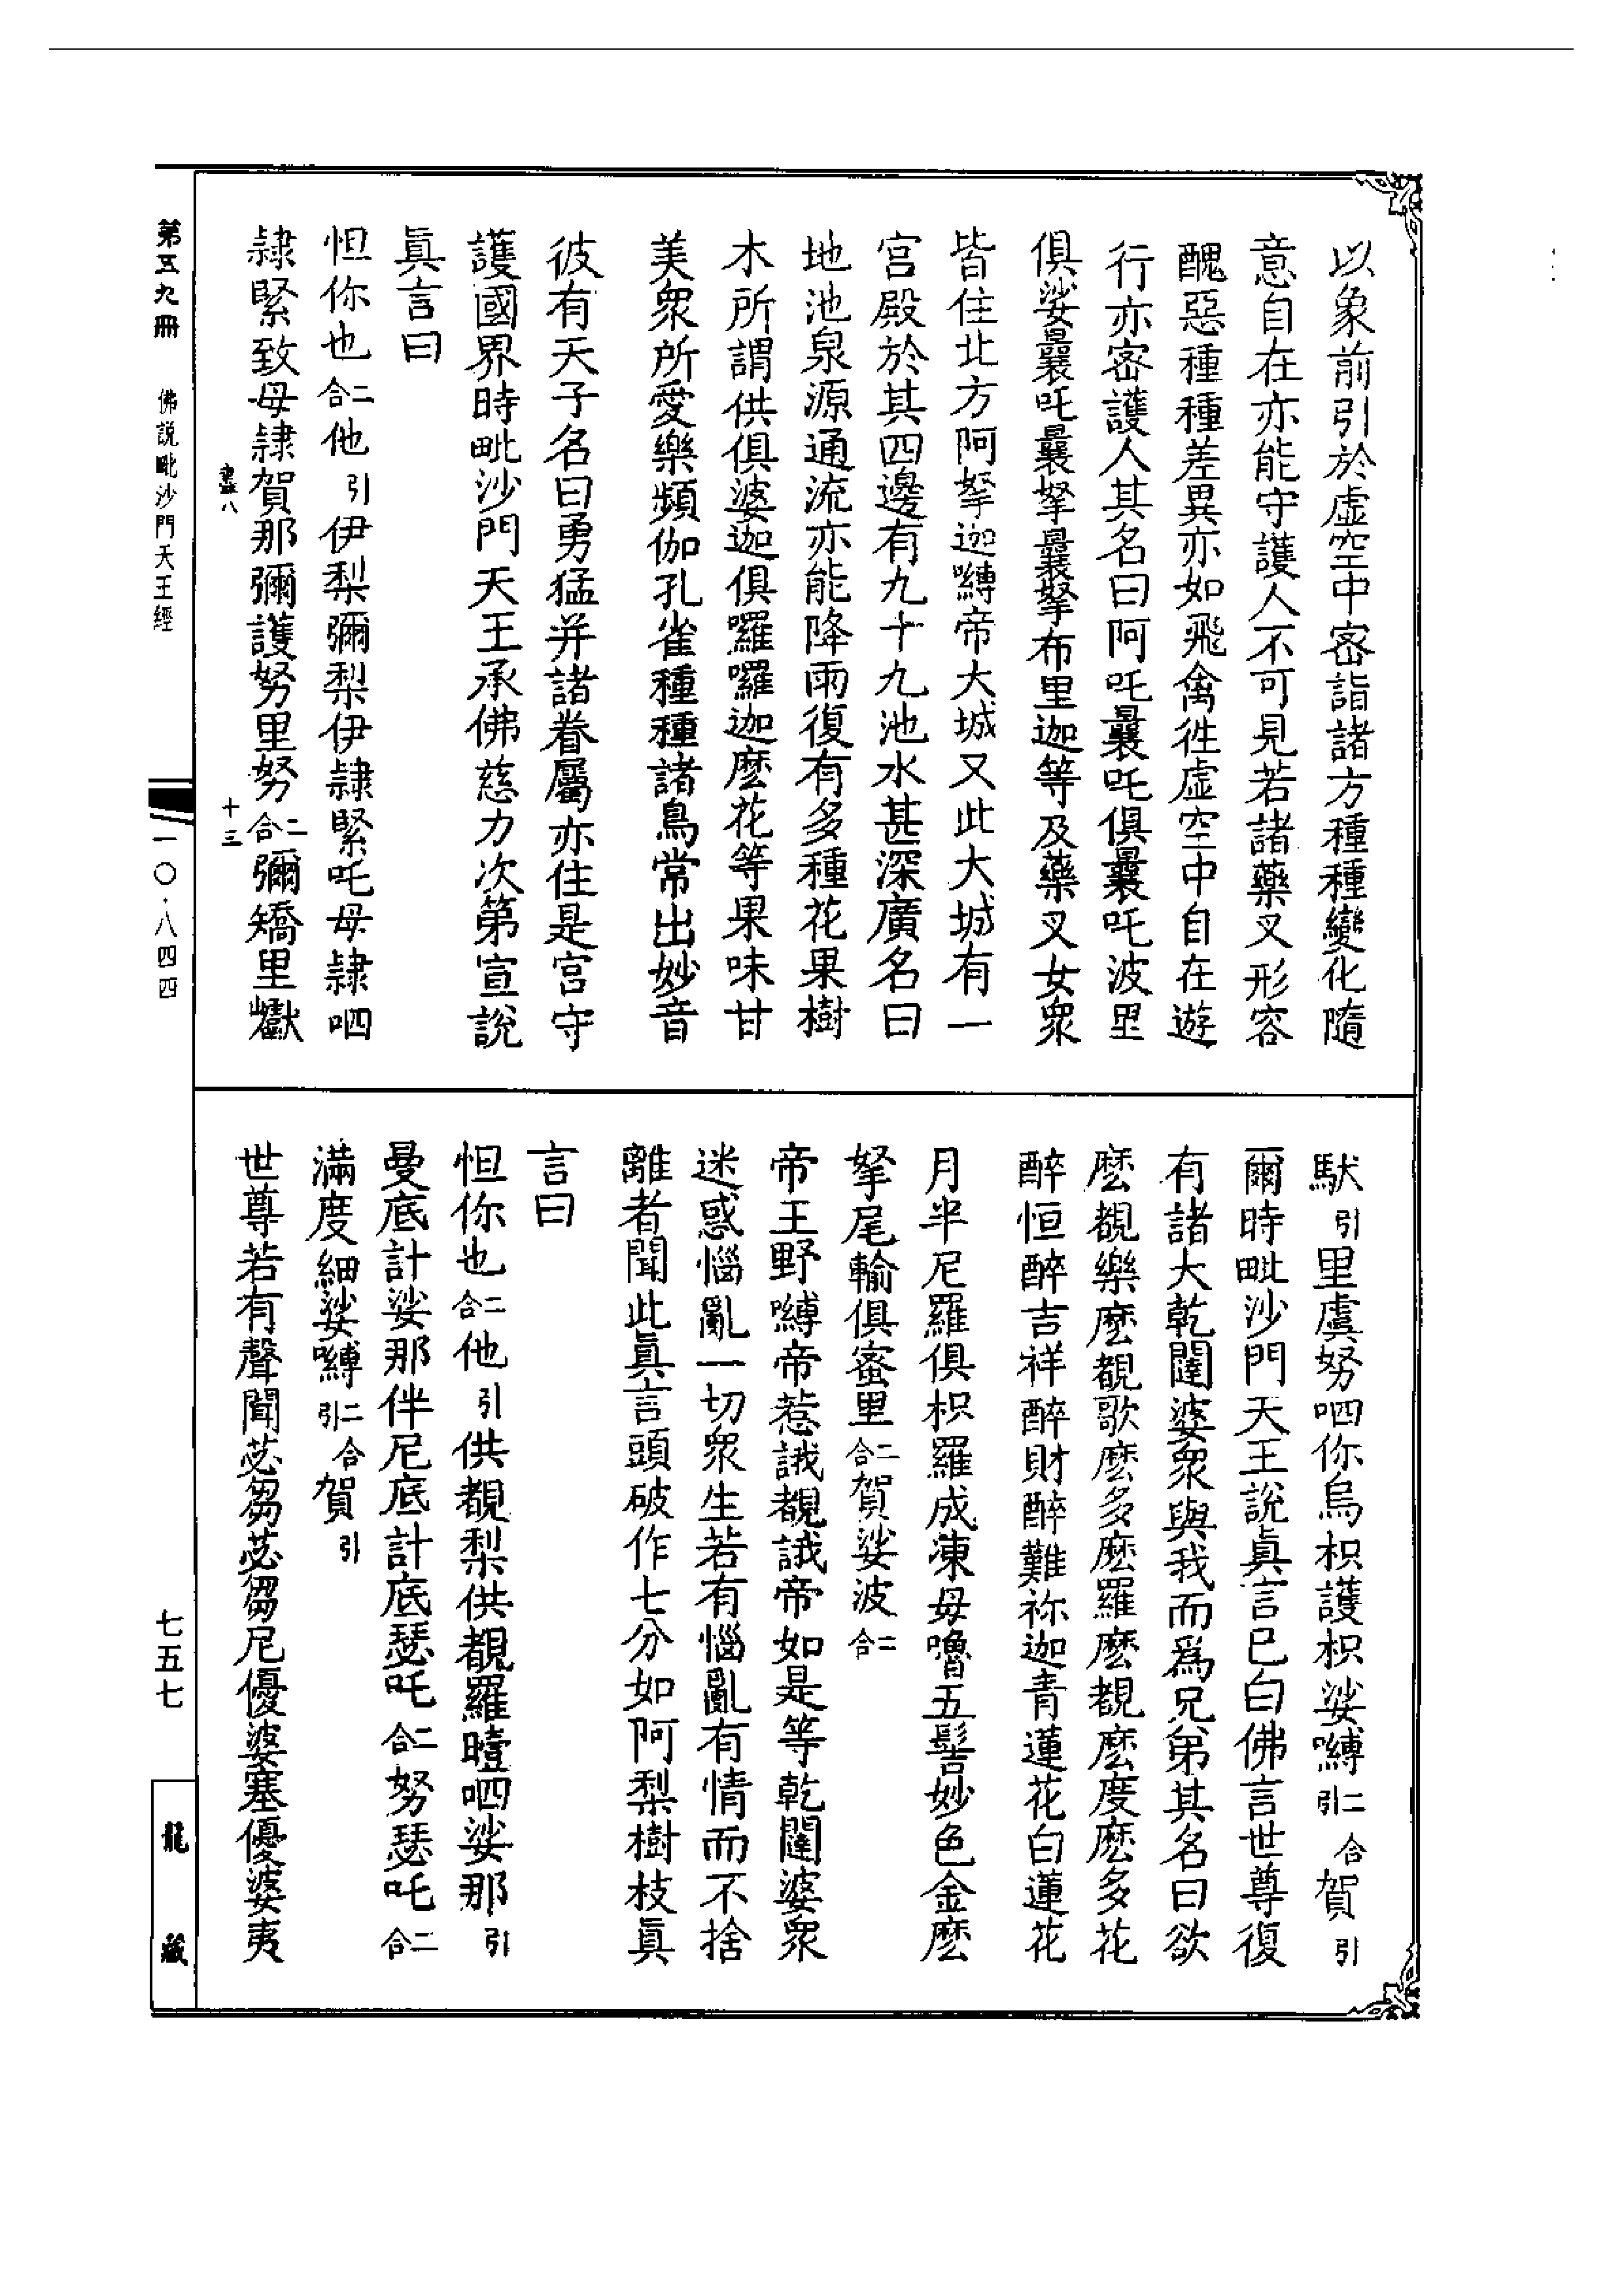 以象前引於虛空中密詣諸方種種變化隨
意自在亦能守護人不可見若諸藥叉形容
醜惡種種差異亦如飛禽徃虛空中自在遊
行亦密護人其名曰阿吒曩吒俱曩吒波里
俱娑曩吒曩拏曩拏布里迦等及藥叉女衆
皆住北方阿拏迦嚩帝大城又此大城有一
宫殿於其四邊有九十九池水甚深廣名曰
地池泉源通流亦能降雨復有多種花果樹
木所謂供俱婆迦俱囉囉迦麽花等果味甘
美衆所愛樂頻伽孔雀種種諸鳥常出妙音
彼有天子名曰勇猛并諸眷屬亦住是宫守
護國界時毗沙門天王承佛慈力次第宣說
眞言曰
怛你也二合他引伊梨彌梨伊隷緊吒母隷呬
隷緊致母隷賀那彌護努里努二合彌矯里巘
馱引里虞努呬你烏枳護枳娑嚩二合引賀引
爾時毗沙門天王說眞言已白佛言世尊復
有諸大乾闥婆衆與我而爲兄弟其名曰欲
麽覩樂麽覩歌麽多麽羅麽覩麽度麽多花
醉恒醉吉祥醉財醉難祢迦青蓮花白蓮花
月半尼羅俱枳羅成凍母嚕五髻妙色金麽
拏尾輸俱蜜里二合賀娑波二合
帝王野嚩帝惹誐覩誐帝如是等乾闥婆衆
迷惑惱亂一切衆生若有惱亂有情而不捨
離者聞此眞言頭破作七分如阿梨樹枝眞
言曰
怛你也二合他引供覩梨供覩羅曀呬娑那引
曼底計娑那伴尼底計底瑟吒二合努瑟吒二合
滿度細娑嚩二合引賀引
世尊若有聲聞苾芻苾芻尼優婆塞優婆夷
第五九冊
佛説毗沙門天王經
盡八
十三
一〇·八四四
七五七
龍藏